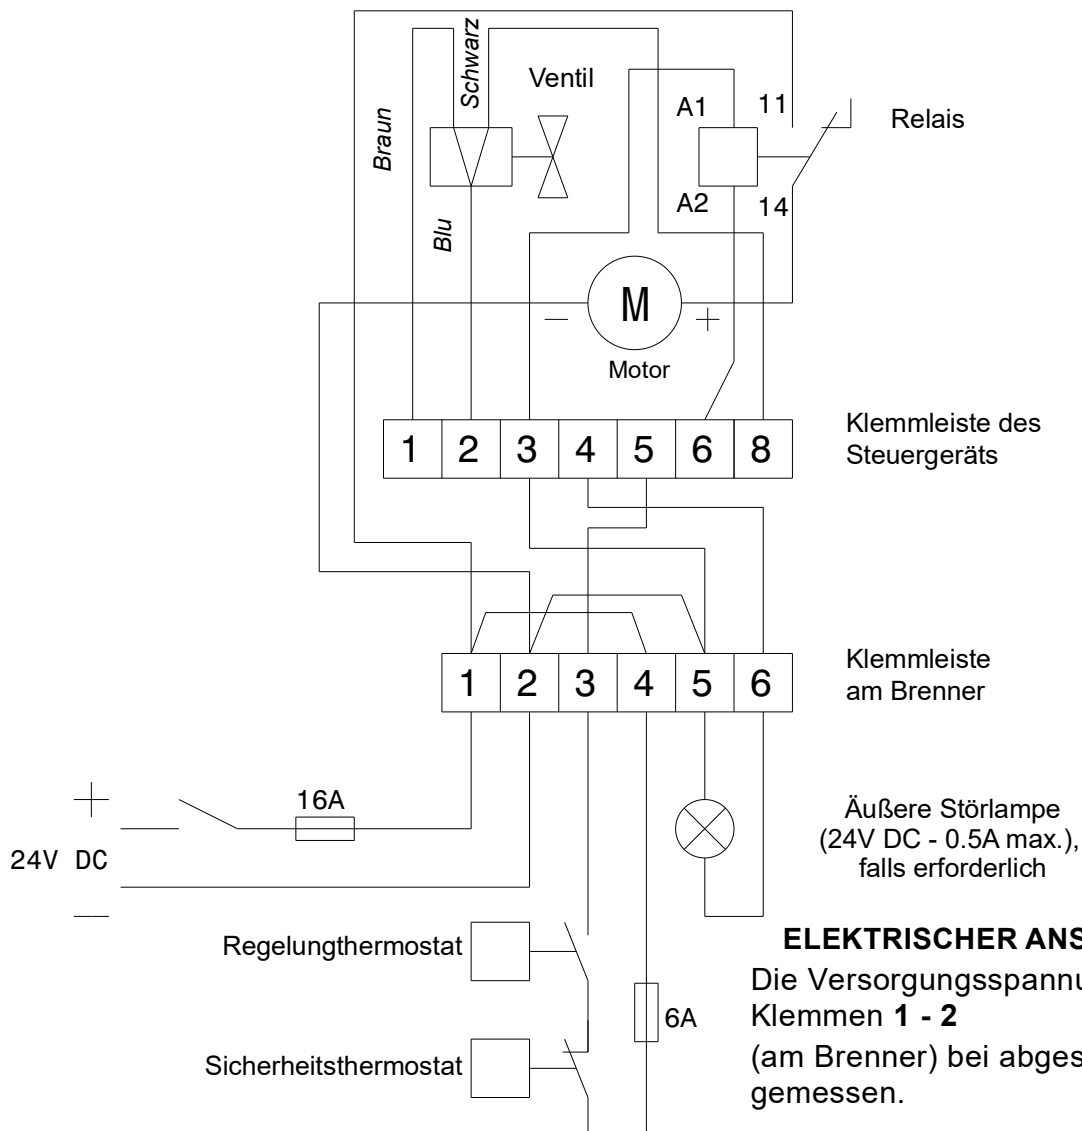 Schwarz
Ventil
Braun
Blu
A1
11
Relais
A2
14
M
Motor
1 2 3 4 5 6 8
Klemmleiste des
Steuergeräts
1 2 3 4 5 6
Klemmleiste
am Brenner
+
16A
24V DC
Äußere Störlampe
(24V DC - 0.5A max.),
falls erforderlich
Regelungthermostat
6A
Sicherheitsthermostat
ELEKTRISCHER ANS
Die Versorgungsspannu
Klemmen 1 - 2
(am Brenner) bei abges
gemessen.